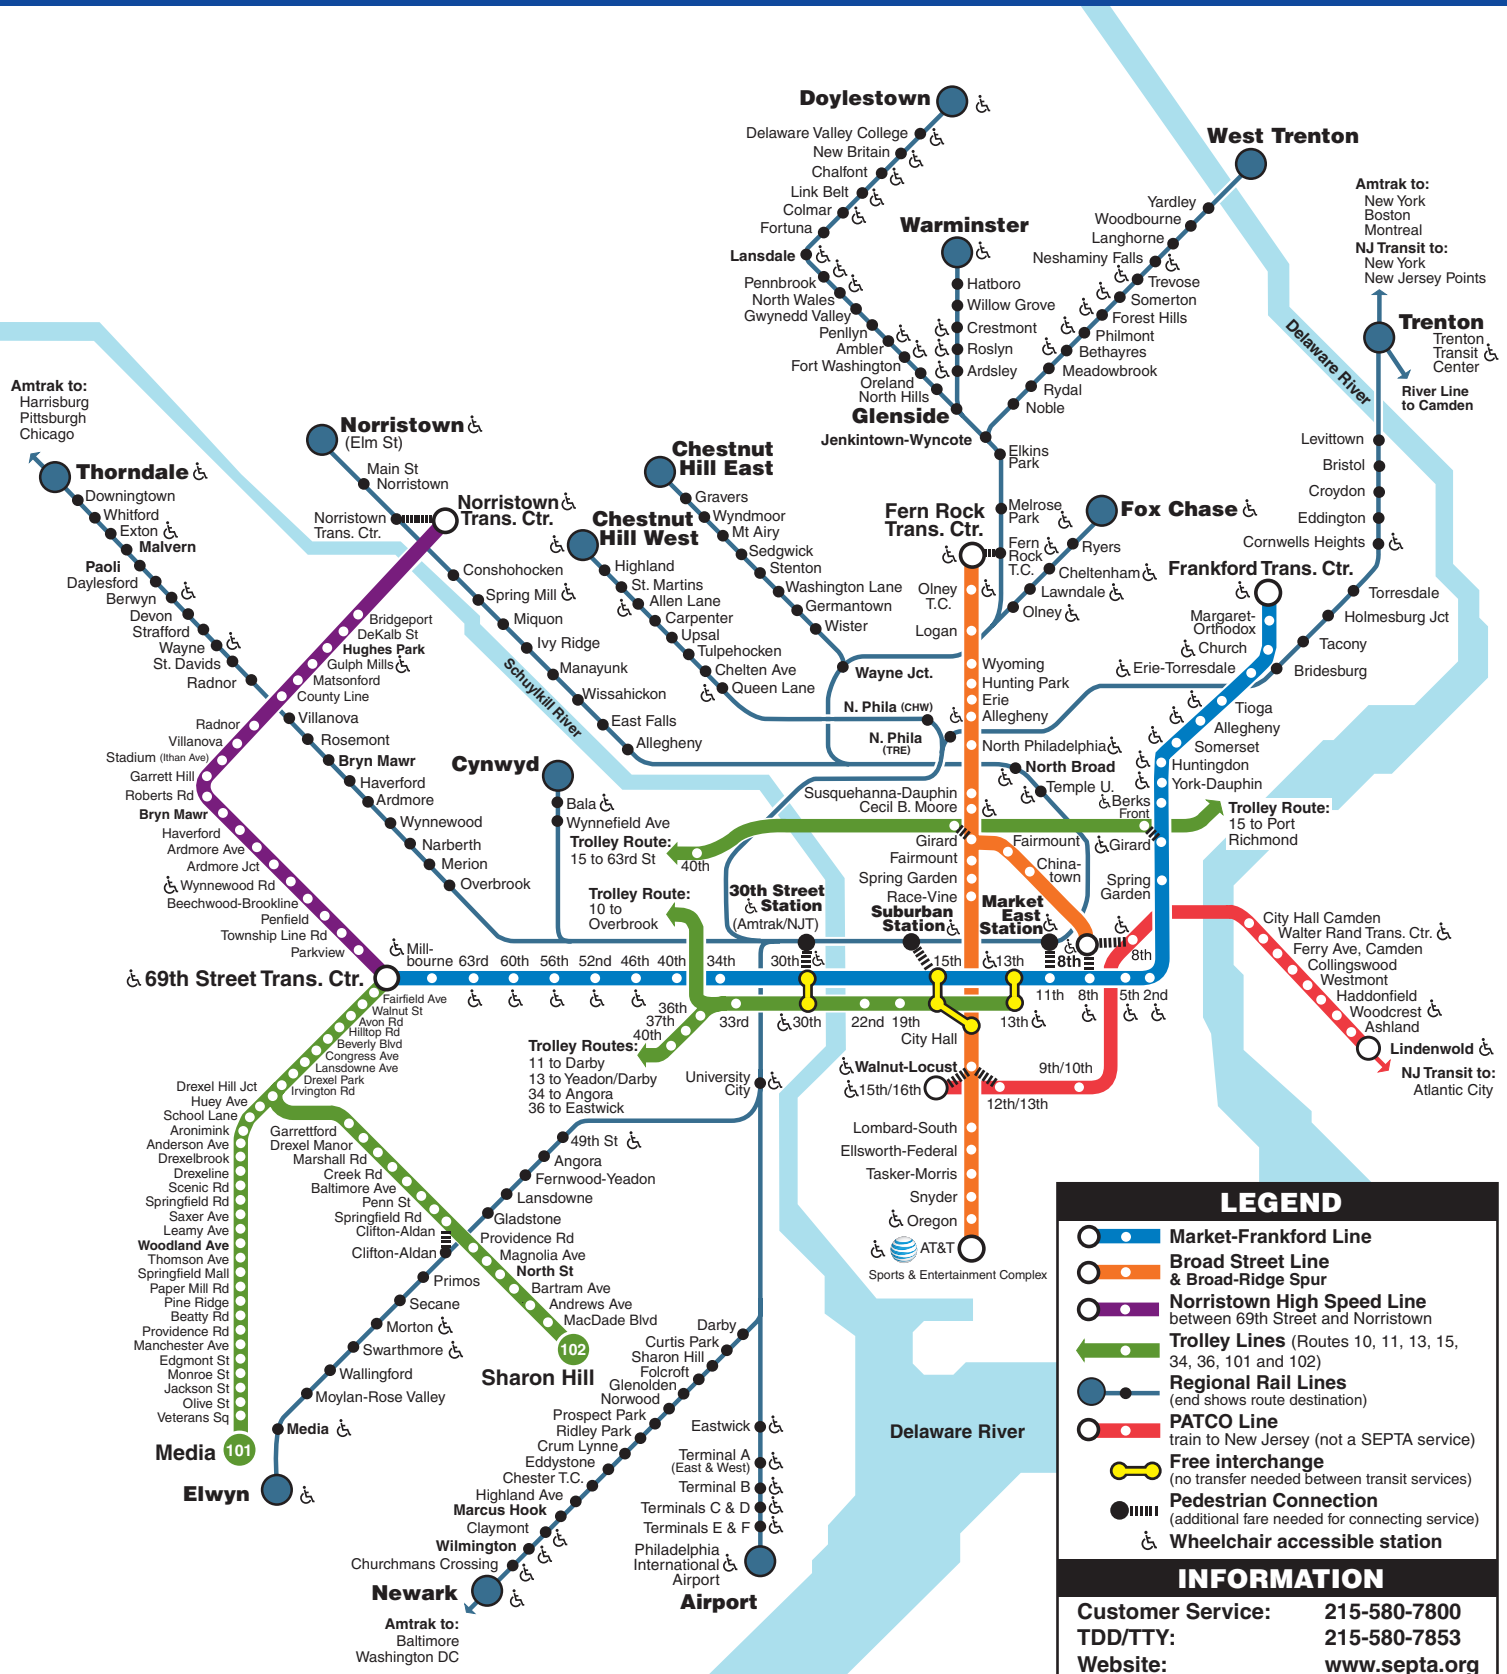 Doylestown
Delaware Valley College
New Britain
Chalfont
Link Belt
Colmar
Fortuna
Lansdale
Pennbrook
North Wales
Gwynedd Valley
Penllyn
Ambler
Fort Washington
Oreland
North Hills
Glenside
Jenkintown-Wyncote
Warminster
Hatboro
Willow Grove
Crestmont
Roslyn
Ardsley
West Trenton
Yardley
Woodbourne
Langhorne
Neshaminy Falls
Trevose
Somerton
Forest Hills
Philmont
Bethayres
Meadowbrook
Rydal
Noble
Elkins
Park
Melrose
Park
Fern
Rock
T.C.
Amtrak to:
New York
Boston
Montreal
NJ Transit to:
New York
New Jersey Points
Trenton
Trenton
Transit
Center
River Line
to Camden
Delaware River
Levittown
Bristol
Croydon
Eddington
Cornwells Heights
Torresdale
Holmesburg Jct
Tacony
Bridesburg
Amtrak to:
Harrisburg
Pittsburgh
Chicago
Thorndale
Downingtown
Whitford
Exton
Malvern
Paoli
Daylesford
Berwyn
Devon
Strafford
Wayne
St. Davids
Radnor
Villanova
Rosemont
Bryn Mawr
Haverford
Ardmore
Wynnewood
Narberth
Merion
Overbrook
Norristown
(Elm St)
Main St
Norristown
Norristown
Trans. Ctr.
Norristown
Trans. Ctr.
Conshohocken
Spring Mill
Miquon
Ivy Ridge
Manayunk
Wissahickon
East Falls
Allegheny
Schuylkill River
Bridgeport
DeKalb St
Hughes Park
Gulph Mills
Matsonford
County Line
Radnor
Villanova
Stadium (Ithan Ave)
Garrett Hill
Roberts Rd
Bryn Mawr
Haverford
Ardmore Ave
Ardmore Jct
Wynnewood Rd
Beechwood-Brookline
Penfield
Township Line Rd
Parkview
69th Street Trans. Ctr.
Chestnut
Hill East
Gravers
Wyndmoor
Mt Airy
Sedgwick
Stenton
Washington Lane
Germantown
Wister
Wayne Jct.
Chestnut
Hill West
Highland
St. Martins
Allen Lane
Carpenter
Upsal
Tulpehocken
Chelten Ave
Queen Lane
N. Phila (CHW)
N. Phila
(TRE)
Cynwyd
Bala
Wynnefield Ave
Fox Chase
Ryers
Cheltenham
Lawndale
Olney
Fern Rock
Trans. Ctr.
Olney
T.C.
Logan
Wyoming
Hunting Park
Erie
Allegheny
North Philadelphia
North Broad
Temple U.
Susquehanna-Dauphin
Cecil B. Moore
Girard
Fairmount
Spring Garden
Race-Vine
Fairmount
China-
town
Frankford Trans. Ctr.
Margaret-
Orthodox
Church
Erie-Torresdale
Tioga
Allegheny
Somerset
Huntingdon
York-Dauphin
Berks
Front
Girard
Spring
Garden
Trolley Route:
15 to Port
Richmond
Trolley Route:
15 to 63rd St
40th
Trolley Route:
10 to
Overbrook
30th Street
Station
(Amtrak/NJT)
Suburban
Station
Market
East
Station
8th
8th
Mill-
bourne
63rd
60th
56th
52nd
46th
40th
34th
30th
15th
13th
11th
8th
5th
2nd
36th
37th
40th
33rd
30th
22nd
19th
13th
City Hall
Trolley Routes:
11 to Darby
13 to Yeadon/Darby
34 to Angora
36 to Eastwick
Walnut-Locust
15th/16th
12th/13th
9th/10th
City Hall Camden
Walter Rand Trans. Ctr.
Ferry Ave, Camden
Collingswood
Westmont
Haddonfield
Woodcrest
Ashland
Lindenwold
NJ Transit to:
Atlantic City
Lombard-South
Ellsworth-Federal
Tasker-Morris
Snyder
Oregon
AT&T
Sports & Entertainment Complex
Fairfield Ave
Walnut St
Avon Rd
Hilltop Rd
Beverly Blvd
Congress Ave
Lansdowne Ave
Drexel Park
Irvington Rd
Drexel Hill Jct
Huey Ave
School Lane
Aronimink
Anderson Ave
Drexelbrook
Drexeline
Scenic Rd
Springfield Rd
Saxer Ave
Leamy Ave
Woodland Ave
Thomson Ave
Springfield Mall
Paper Mill Rd
Pine Ridge
Beatty Rd
Providence Rd
Manchester Ave
Edgmont St
Monroe St
Jackson St
Olive St
Veterans Sq
Media
101
Garrettford
Drexel Manor
Marshall Rd
Creek Rd
Baltimore Ave
Penn St
Springfield Rd
Clifton-Aldan
Clifton-Aldan
Providence Rd
Magnolia Ave
North St
Bartram Ave
Andrews Ave
MacDade Blvd
102
Sharon Hill
University
City
49th St
Angora
Fernwood-Yeadon
Lansdowne
Gladstone
Primos
Secane
Morton
Swarthmore
Wallingford
Moylan-Rose Valley
Media
Elwyn
Darby
Curtis Park
Sharon Hill
Folcroft
Glenolden
Norwood
Prospect Park
Ridley Park
Crum Lynne
Eddystone
Chester T.C.
Highland Ave
Marcus Hook
Claymont
Wilmington
Churchmans Crossing
Newark
Amtrak to:
Baltimore
Washington DC
Eastwick
Terminal A
(East & West)
Terminal B
Terminals C & D
Terminals E & F
Philadelphia
International
Airport
Airport
Delaware River
LEGEND
Market-Frankford Line
Broad Street Line
& Broad-Ridge Spur
Norristown High Speed Line
between 69th Street and Norristown
Trolley Lines (Routes 10, 11, 13, 15,
34, 36, 101 and 102)
Regional Rail Lines
(end shows route destination)
PATCO Line
train to New Jersey (not a SEPTA service)
Free interchange
(no transfer needed between transit services)
Pedestrian Connection
(additional fare needed for connecting service)
Wheelchair accessible station
INFORMATION
Customer Service: 215-580-7800
TDD/TTY: 215-580-7853
Website: www.septa.org